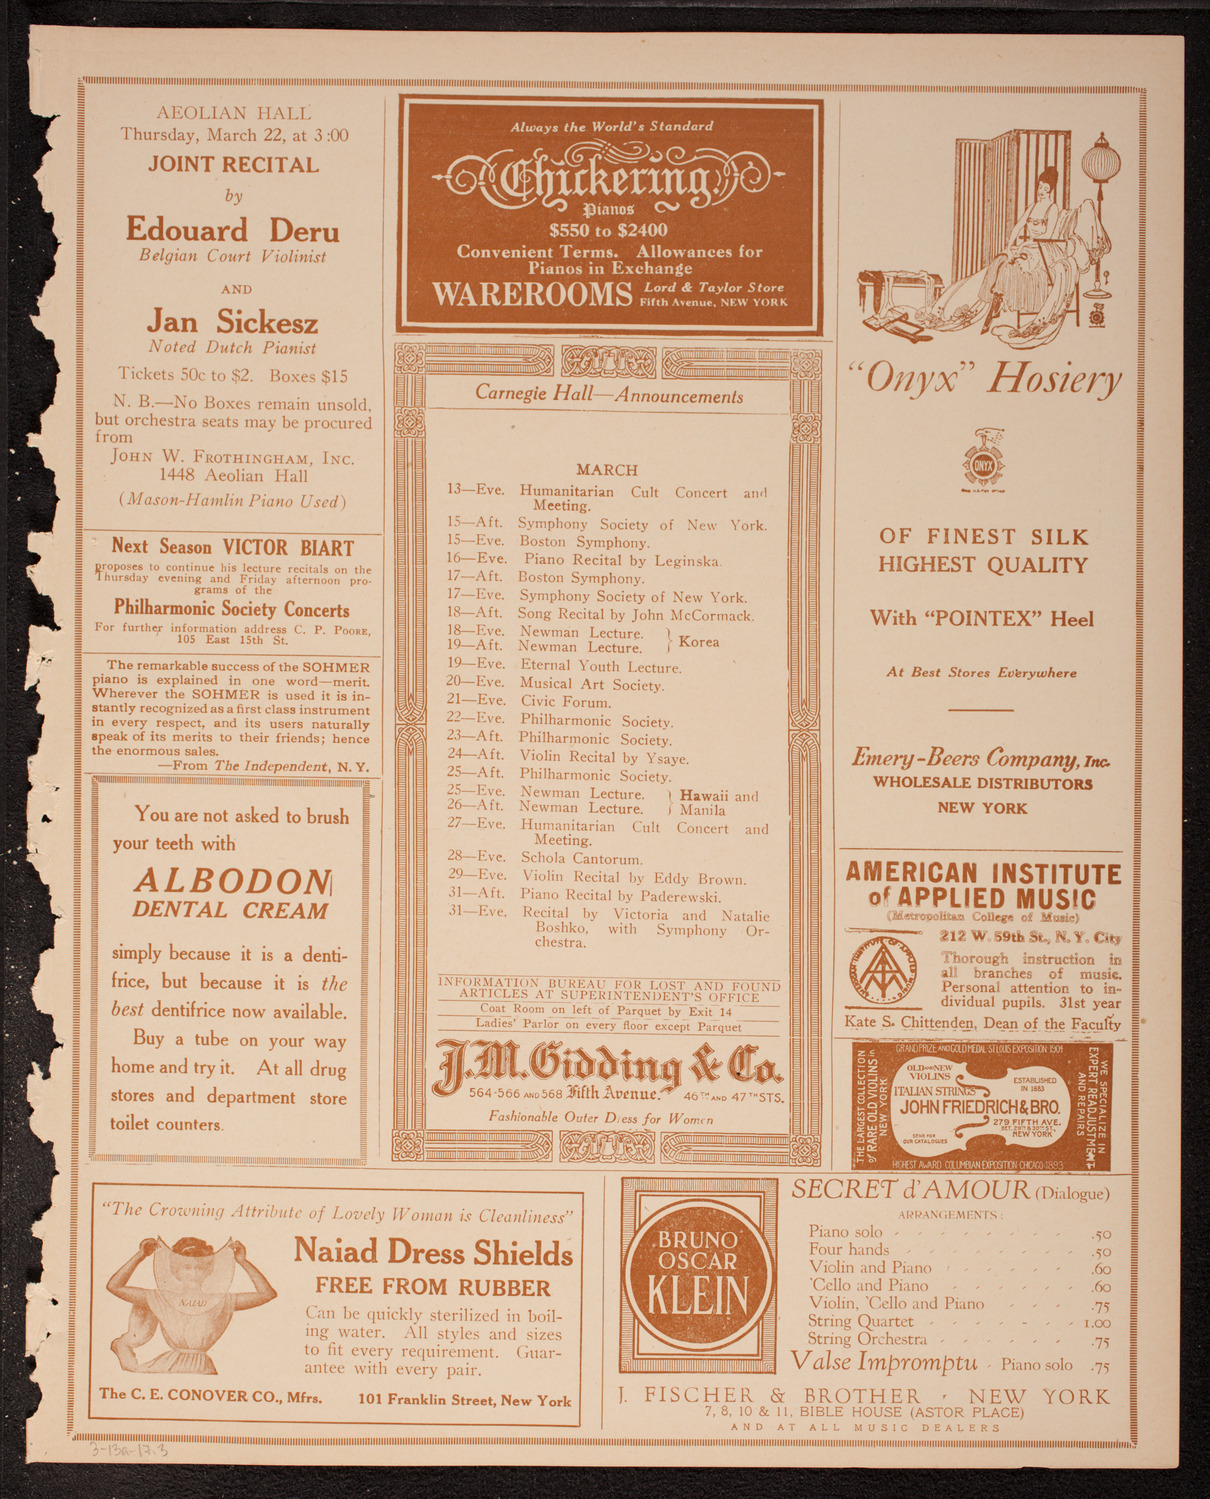 AEOLIAN HALL
Thursday, March 22, at 3:00
JOINT RECITAL
by
Edouard Deru
Belgian Court Violinist
AND
Jan Sickesz
Noted Dutch Pianist
Tickets 50c to $2. Boxes $15
N. B.—No Boxes remain unsold,
but orchestra seats may be procured
from
JOHN W. FROTHINGHAM, INC.
1448 Aeolian Hall
(Mason-Hamlin Piano Used)
Next Season VICTOR BIART
proposes to continue his lecture recitals on the
Thursday evening and Friday afternoon pro-
grams of the
Philharmonic Society Concerts
For further information address C. P. POORE,
105 East 15th St.
The remarkable success of the SOHMER
piano is explained in one word—merit.
Wherever the SOHMER is used it is in-
stantly recognized as a first class instrument
in every respect, and its users naturally
speak of its merits to their friends; hence
the enormous sales.
—From The Independent, N. Y.
You are not asked to brush
your teeth with
ALBODON
DENTAL CREAM
simply because it is a denti-
frice, but because it is the
best dentifrice now available.
Buy a tube on your way
home and try it. At all drug
stores and department store
toilet counters.
Always the World's Standard
Chickering
Pianos
$550 to $2400
Convenient Terms. Allowances for
Pianos in Exchange
WAREROOMS Lord & Taylor Store
Fifth Avenue, NEW YORK
Carnegie Hall—Announcements
MARCH
13—Eve. Humanitarian Cult Concert and
Meeting.
15—Aft. Symphony Society of New York.
15—Eve. Boston Symphony.
16—Eve. Piano Recital by Leginska.
17—Aft. Boston Symphony.
17—Eve. Symphony Society of New York.
18—Aft. Song Recital by John McCormack.
18—Eve. Newman Lecture. } Korea
19—Aft. Newman Lecture.
19—Eve. Eternal Youth Lecture.
20—Eve. Musical Art Society.
21—Eve. Civic Forum.
22—Eve. Philharmonic Society.
23—Aft. Philharmonic Society.
24—Aft. Violin Recital by Ysaye.
25—Aft. Philharmonic Society.
25—Eve. Newman Lecture. } Hawaii and
26—Aft. Newman Lecture. } Manila
27—Eve. Humanitarian Cult Concert and
Meeting.
28—Eve. Schola Cantorum.
29—Eve. Violin Recital by Eddy Brown.
31—Aft. Piano Recital by Paderewski.
31—Eve. Recital by Victoria and Natalie
Boshko, with Symphony Or-
chestra.
INFORMATION BUREAU FOR LOST AND FOUND
ARTICLES AT SUPERINTENDENT'S OFFICE
Coat Room on left of Parquet by Exit 14
Ladies' Parlor on every floor except Parquet
J. M. Gidding & Co.
564-566 AND 568 Fifth Avenue. 46TH AND 47TH STS.
Fashionable Outer Dress for Women
"Onyx" Hosiery
ONYX
OF FINEST SILK
HIGHEST QUALITY
With "POINTEX" Heel
At Best Stores Everywhere
Emery-Beers Company, Inc.
WHOLESALE DISTRIBUTORS
NEW YORK
AMERICAN INSTITUTE
of APPLIED MUSIC
(Metropolitan College of Music)
212 W. 59th St., N. Y. City
Thorough instruction in
all branches of music.
Personal attention to in-
dividual pupils. 31st year
Kate S. Chittenden, Dean of the Faculty
GRAND PRIZE AND GOLD MEDAL ST. LOUIS EXPOSITION 1904
THE LARGEST COLLECTION
of RARE OLD VIOLINS in
NEW YORK
OLD AND NEW
VIOLINS
ITALIAN STRINGS
ESTABLISHED
IN 1883
JOHN FRIEDRICH & BRO.
279 FIFTH AVE.
BET. 29TH & 30TH ST.
NEW YORK
SEND FOR
OUR CATALOGUES
WE SPECIALIZE IN
EXPERT READJUSTMENT
AND REPAIRS
HIGHEST AWARD COLUMBIAN EXPOSITION CHICAGO 1893
"The Crowning Attribute of Lovely Woman is Cleanliness"
NAIAD
Naiad Dress Shields
FREE FROM RUBBER
Can be quickly sterilized in boil-
ing water. All styles and sizes
to fit every requirement. Guar-
antee with every pair.
The C. E. CONOVER CO., Mfrs. 101 Franklin Street, New York
BRUNO
OSCAR
KLEIN
SECRET d'AMOUR (Dialogue)
ARRANGEMENTS:
Piano solo .50
Four hands .50
Violin and Piano .60
'Cello and Piano .60
Violin, 'Cello and Piano .75
String Quartet 1.00
String Orchestra .75
Valse Impromptu - Piano solo .75
J. FISCHER & BROTHER, NEW YORK
7, 8, 10 & 11, BIBLE HOUSE (ASTOR PLACE)
AND AT ALL MUSIC DEALERS
3-13a-17.3